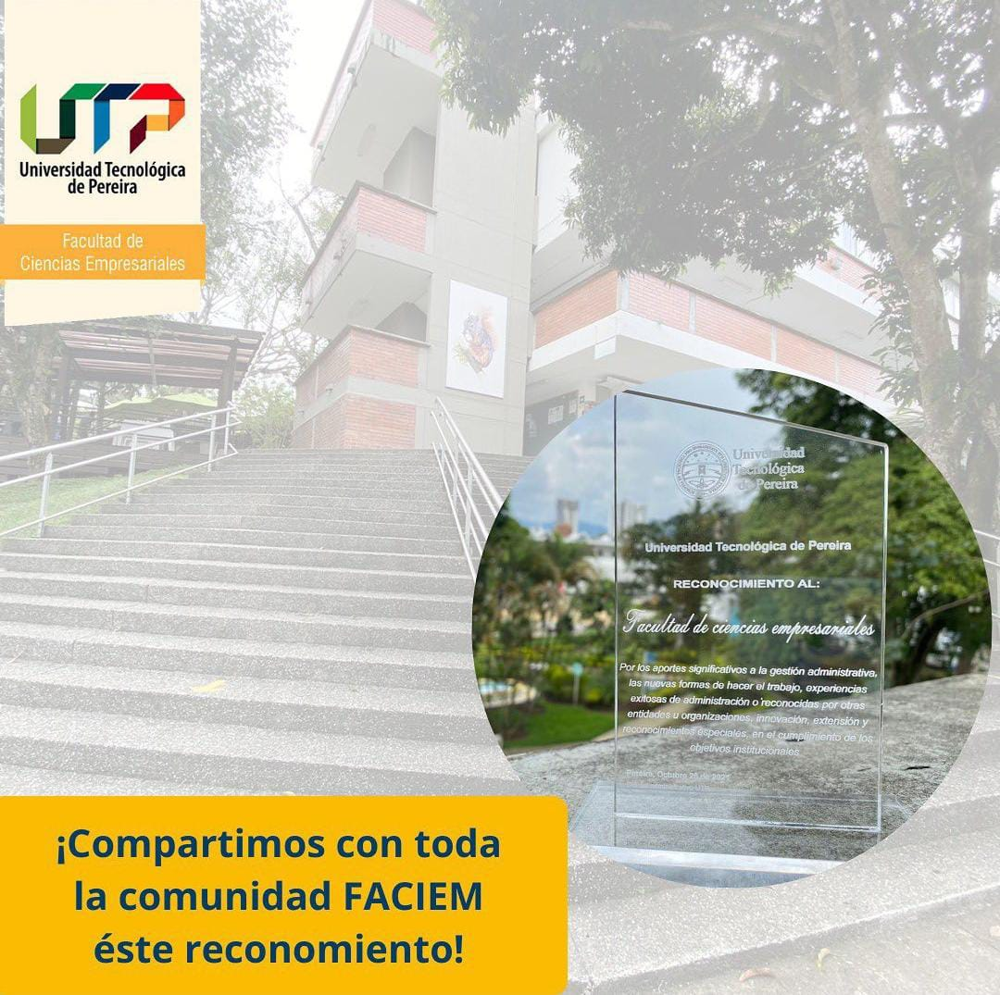 UTP
Universidad Tecnológica
de Pereira
Facultad de
Ciencias Empresariales
Universidad
Tecnológica
de Pereira
Universidad Tecnológica de Pereira
RECONOCIMIENTO AL:
Facultad de ciencias empresariales
Por los aportes significativos a la gestión administrativa,
las nuevas formas de hacer el trabajo, experiencias
exitosas de administración o reconocidas por otras
entidades u organizaciones, innovación, extensión y
reconocimientos especiales, en el cumplimiento de los
objetivos institucionales
Pereira, Octubre
¡Compartimos con toda
la comunidad FACIEM
éste reconomiento!